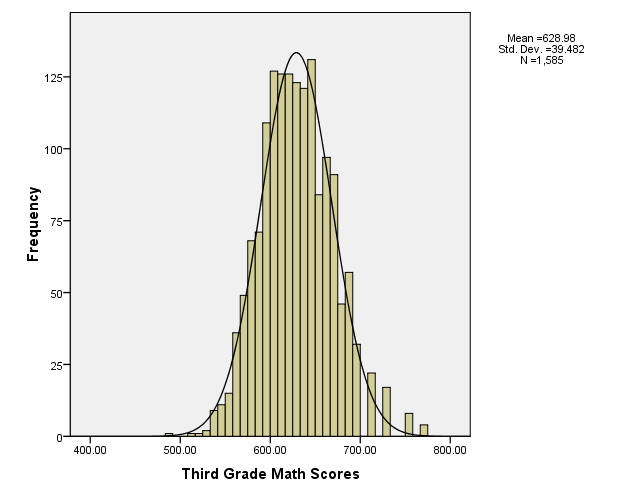 Mean =628.98
Std. Dev. =39.482
N =1,585
Frequency
125
100
75
50
25
0
400.00 500.00 600.00 700.00 800.00
Third Grade Math Scores